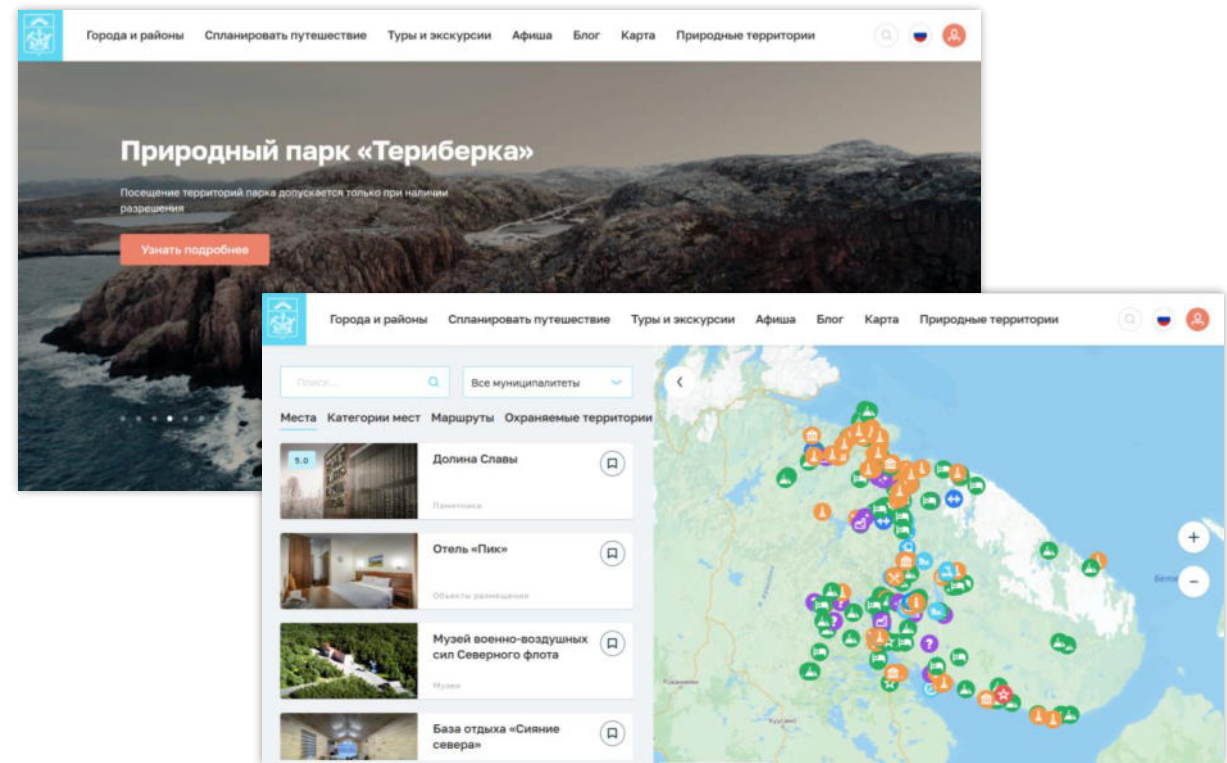 Города и районы Спланировать путешествие Туры и экскурсии Афиша Блог Карта Природные территории
Природный парк «Териберка»
Посещение территорий парка допускается только при наличии
разрешения
Узнать подробнее
Города и районы Спланировать путешествие Туры и экскурсии Афиша Блог Карта Природные территории
Поиск... Все муниципалитеты
Места Категории мест Маршруты Охраняемые территории
5.0
Долина Славы
Памятники
Отель «Пик»
Объекты размещения
Музей военно-воздушных
сил Северного флота
Музеи
База отдыха «Сияние
севера»